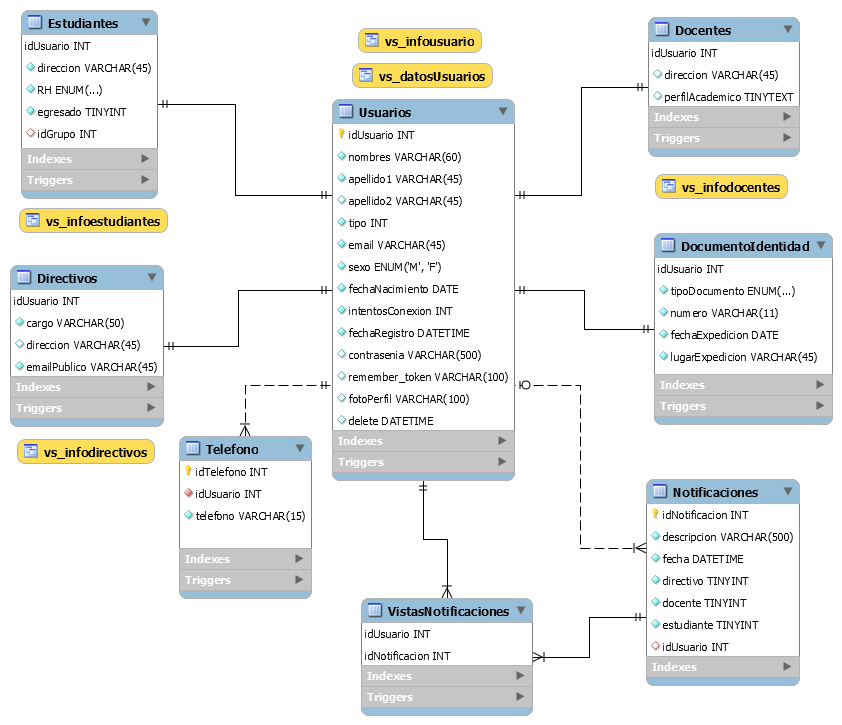 Estudiantes
idUsuario INT
direccion VARCHAR(45)
RH ENUM(...)
egresado TINYINT
idGrupo INT
Indexes
Triggers
vs_infoestudiantes
vs_infousuario
vs_datosUsuarios
Usuarios
idUsuario INT
nombres VARCHAR(60)
apellido1 VARCHAR(45)
apellido2 VARCHAR(45)
tipo INT
email VARCHAR(45)
sexo ENUM('M', 'F')
fechaNacimiento DATE
intentosConexion INT
fechaRegistro DATETIME
contrasenia VARCHAR(500)
remember_token VARCHAR(100)
fotoPerfil VARCHAR(100)
delete DATETIME
Indexes
Triggers
Docentes
idUsuario INT
direccion VARCHAR(45)
perfilAcademico TINYTEXT
Indexes
Triggers
vs_infodocentes
Directivos
idUsuario INT
cargo VARCHAR(50)
direccion VARCHAR(45)
emailPublico VARCHAR(45)
Indexes
Triggers
vs_infodirectivos
DocumentoIdentidad
idUsuario INT
tipoDocumento ENUM(...)
numero VARCHAR(11)
fechaExpedicion DATE
lugarExpedicion VARCHAR(45)
Indexes
Triggers
Telefono
idTelefono INT
idUsuario INT
telefono VARCHAR(15)
Indexes
Triggers
Notificaciones
idNotificacion INT
descripcion VARCHAR(500)
fecha DATETIME
directivo TINYINT
docente TINYINT
estudiante TINYINT
idUsuario INT
Indexes
VistasNotificaciones
idUsuario INT
idNotificacion INT
Indexes
Triggers